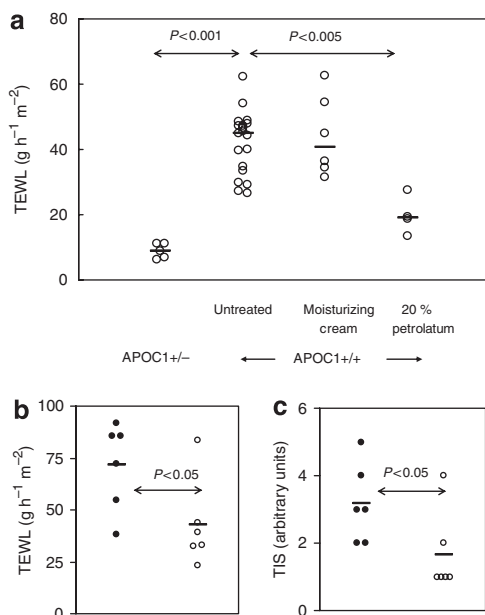 a
80
60
40
20
0
TEWL (g h⁻¹ m⁻²)
P<0.001
P<0.005
Untreated
Moisturizing
cream
20 %
petrolatum
APOC1+/−
APOC1+/+
b
100
75
50
25
0
TEWL (g h⁻¹ m⁻²)
P<0.05
c
6
4
2
0
TIS (arbitrary units)
P<0.05